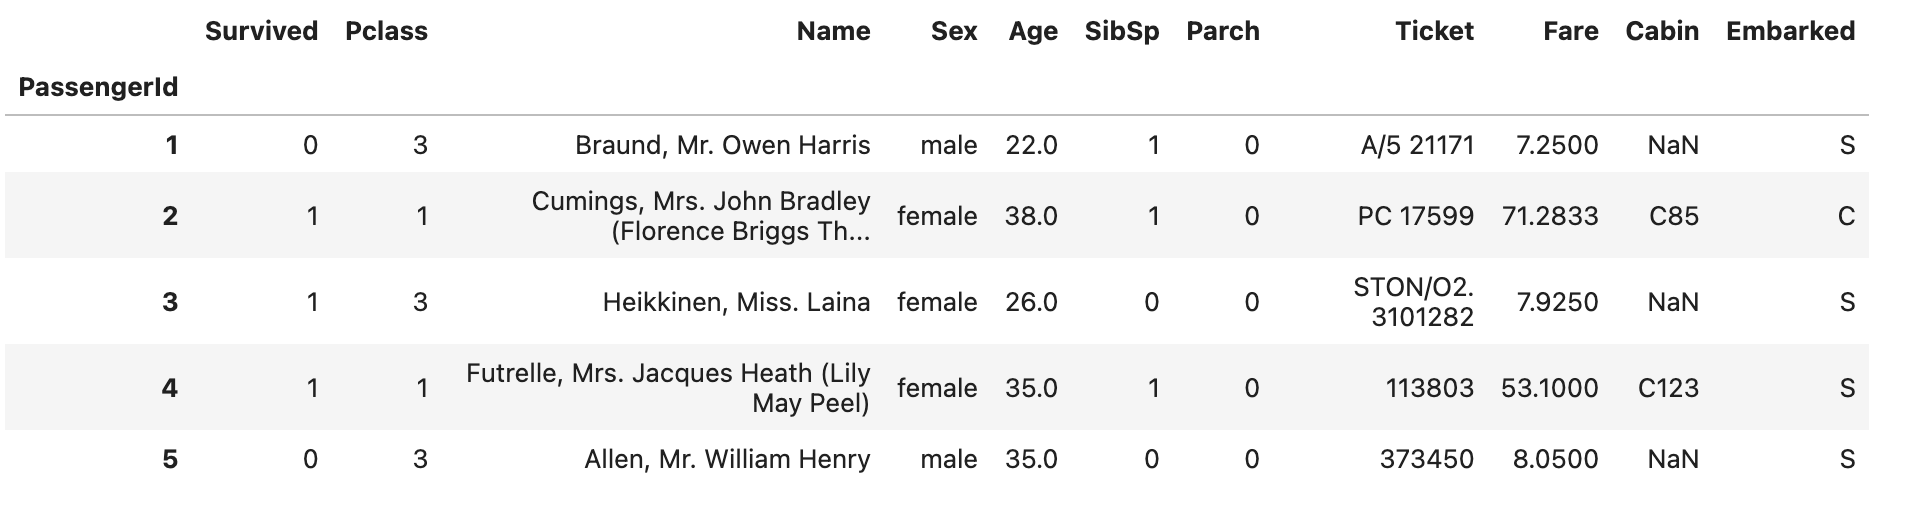 Survived Pclass Name Sex Age SibSp Parch Ticket Fare Cabin Embarked
PassengerId
1 0 3 Braund, Mr. Owen Harris male 22.0 1 0 A/5 21171 7.2500 NaN S
2 1 1 Cumings, Mrs. John Bradley (Florence Briggs Th... female 38.0 1 0 PC 17599 71.2833 C85 C
3 1 3 Heikkinen, Miss. Laina female 26.0 0 0 STON/O2. 3101282 7.9250 NaN S
4 1 1 Futrelle, Mrs. Jacques Heath (Lily May Peel) female 35.0 1 0 113803 53.1000 C123 S
5 0 3 Allen, Mr. William Henry male 35.0 0 0 373450 8.0500 NaN S